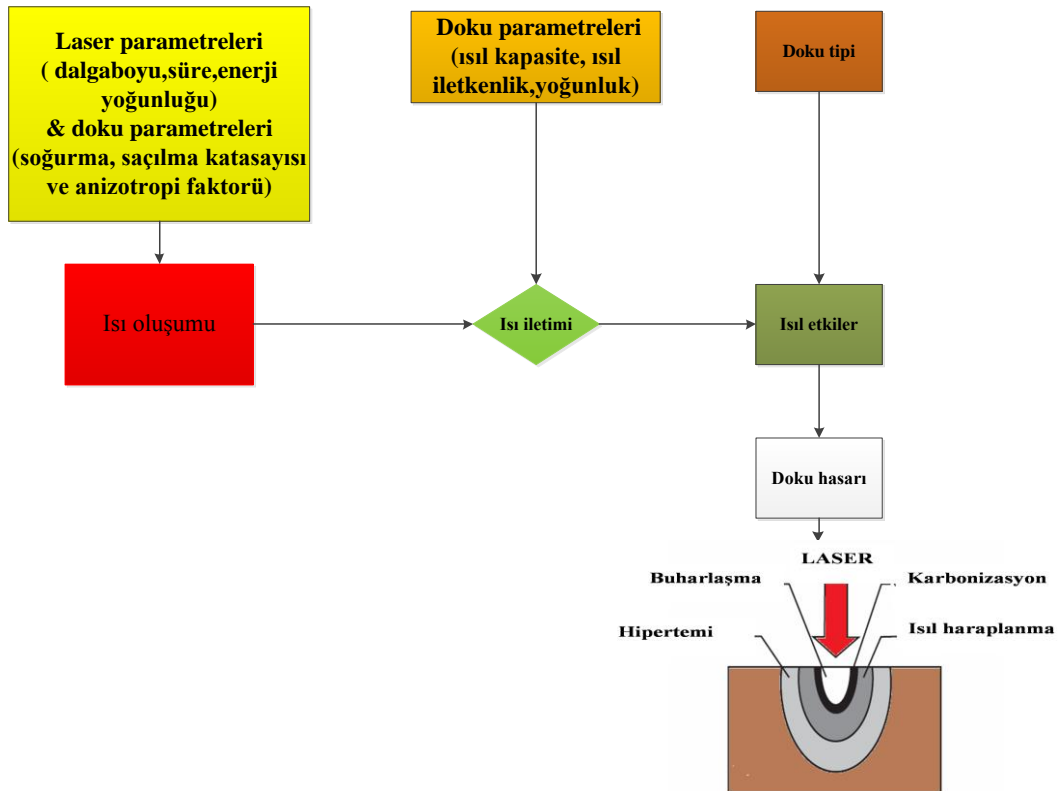 Laser parametreleri
( dalgaboyu,süre,enerji
yoğunluğu)
& doku parametreleri
(soğurma, saçılma katasayısı
ve anizotropi faktörü)
Doku parametreleri
(ısıl kapasite, ısıl
iletkenlik,yoğunluk)
Doku tipi
Isı oluşumu
Isı iletimi
Isıl etkiler
Doku hasarı
LASER
Buharlaşma
Karbonizasyon
Hipertemi
Isıl haraplanma